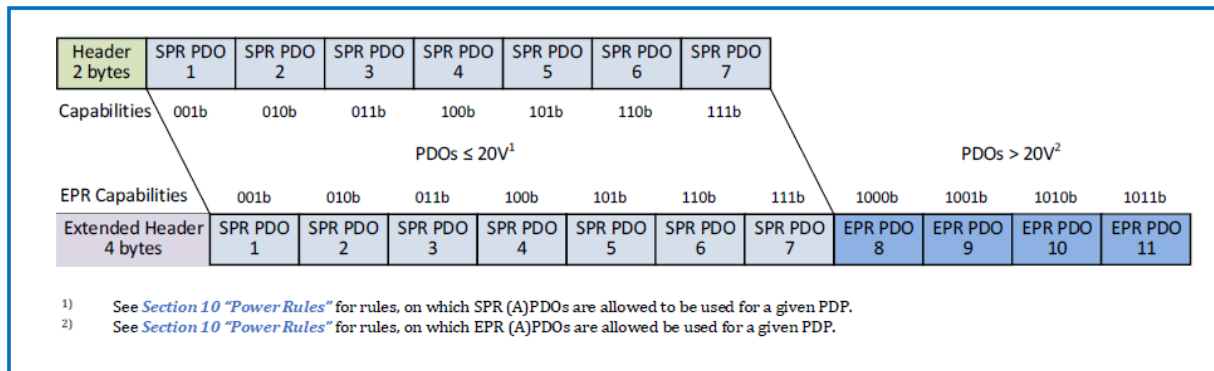 Header SPR PDO SPR PDO SPR PDO SPR PDO SPR PDO SPR PDO SPR PDO
2 bytes 1 2 3 4 5 6 7
Capabilities 001b 010b 011b 100b 101b 110b 111b
PDOs ≤ 20V¹ PDOs > 20V²
EPR Capabilities 001b 010b 011b 100b 101b 110b 111b 1000b 1001b 1010b 1011b
Extended Header SPR PDO SPR PDO SPR PDO SPR PDO SPR PDO SPR PDO SPR PDO EPR PDO EPR PDO EPR PDO EPR PDO
4 bytes 1 2 3 4 5 6 7 8 9 10 11
1) See Section 10 “Power Rules” for rules, on which SPR (A)PDOs are allowed to be used for a given PDP.
2) See Section 10 “Power Rules” for rules, on which EPR (A)PDOs are allowed be used for a given PDP.